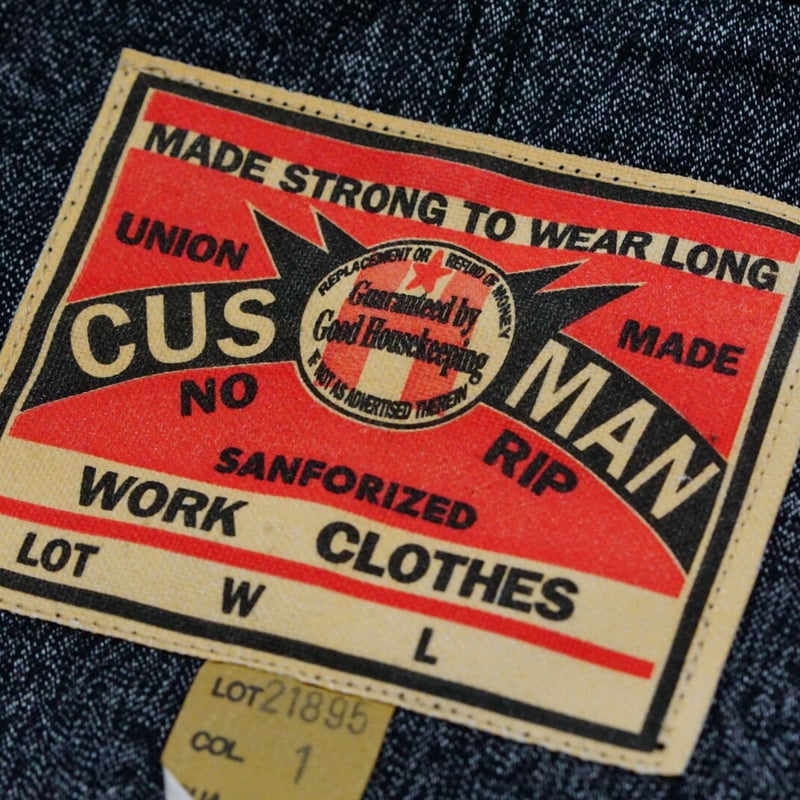 MADE STRONG TO WEAR LONG
UNION MADE
CUS MAN
REPLACEMENT OR REFUND OF MONEY
Guaranteed by
Good Housekeeping
IF NOT AS ADVERTISED THEREIN
NO RIP
SANFORIZED
WORK CLOTHES
LOT W L
LOT 21895
COL 1